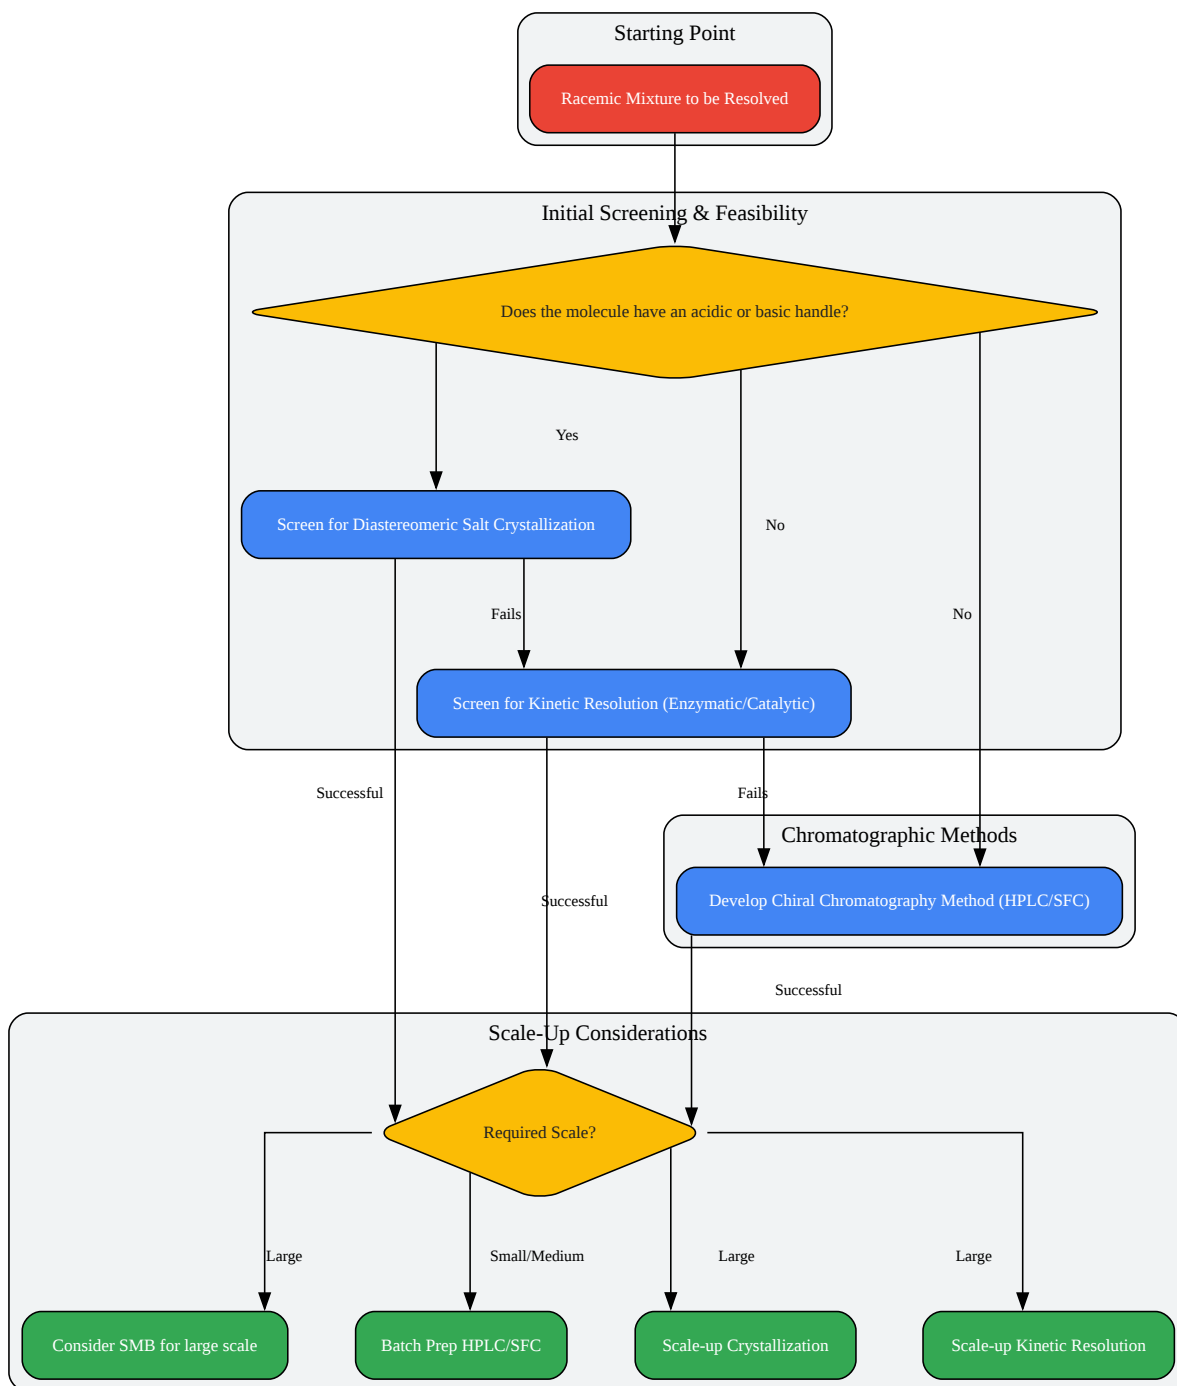 Starting Point
Racemic Mixture to be Resolved
Initial Screening & Feasibility
Does the molecule have an acidic or basic handle?
Yes
Screen for Diastereomeric Salt Crystallization
No
Fails
No
Screen for Kinetic Resolution (Enzymatic/Catalytic)
Successful
Fails
Chromatographic Methods
Develop Chiral Chromatography Method (HPLC/SFC)
Successful
Successful
Scale-Up Considerations
Required Scale?
Large
Small/Medium
Large
Large
Consider SMB for large scale
Batch Prep HPLC/SFC
Scale-up Crystallization
Scale-up Kinetic Resolution